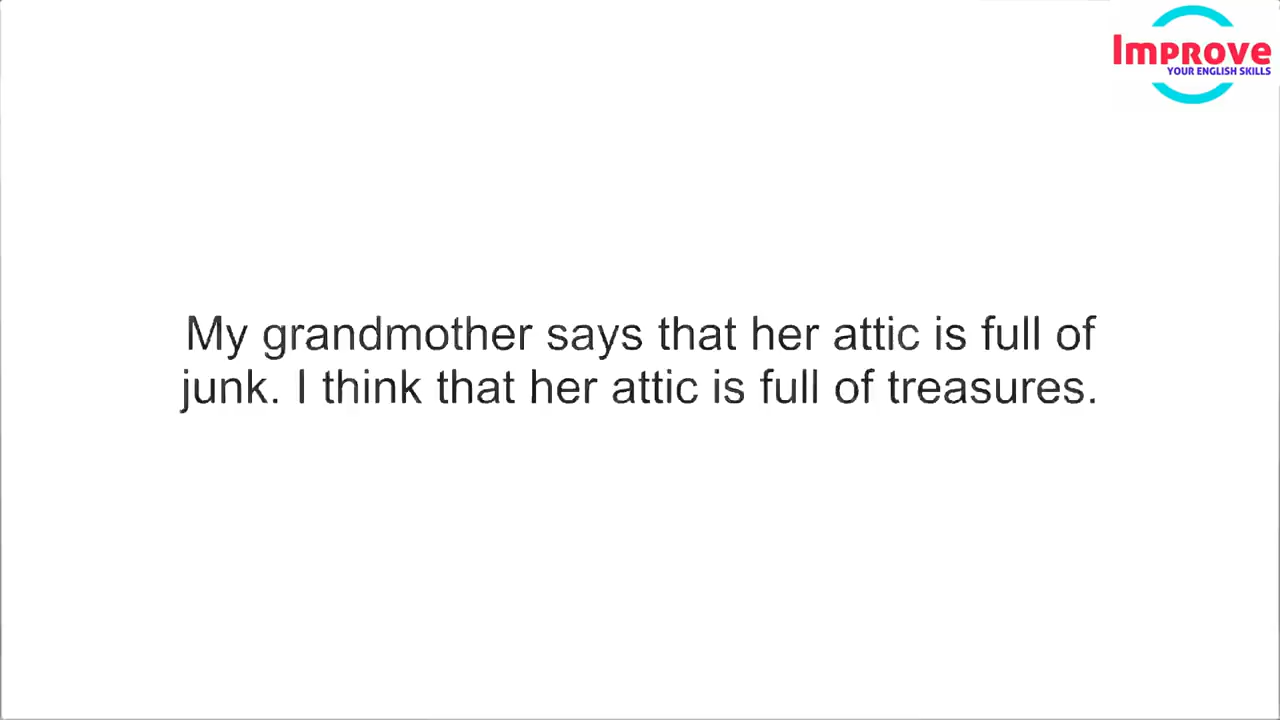 Improve
YOUR ENGLISH SKILLS
My grandmother says that her attic is full of
junk. I think that her attic is full of treasures.